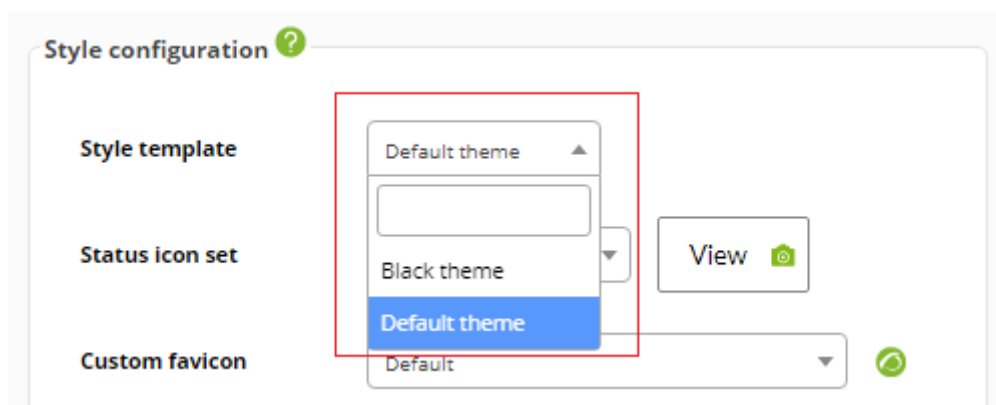 Style configuration ?
Style template
Default theme
Black theme
Default theme
Status icon set
View
Custom favicon
Default